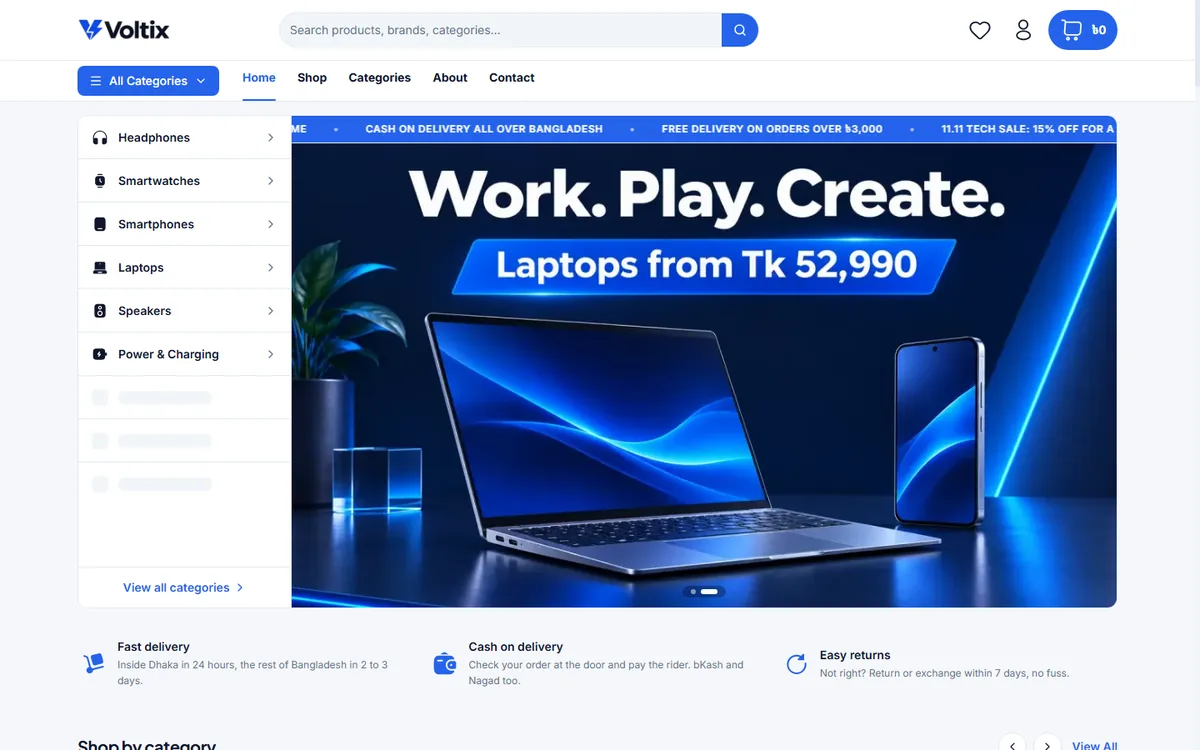 Voltix
Search products, brands, categories...
৳0
All Categories
Home
Shop
Categories
About
Contact
Headphones
Smartwatches
Smartphones
Laptops
Speakers
Power & Charging
View all categories
ME • CASH ON DELIVERY ALL OVER BANGLADESH • FREE DELIVERY ON ORDERS OVER ৳3,000 • 11.11 TECH SALE: 15% OFF FOR A
Work. Play. Create.
Laptops from Tk 52,990
Fast delivery
Inside Dhaka in 24 hours, the rest of Bangladesh in 2 to 3
days.
Cash on delivery
Check your order at the door and pay the rider. bKash and
Nagad too.
Easy returns
Not right? Return or exchange within 7 days, no fuss.
Shop by category
View All